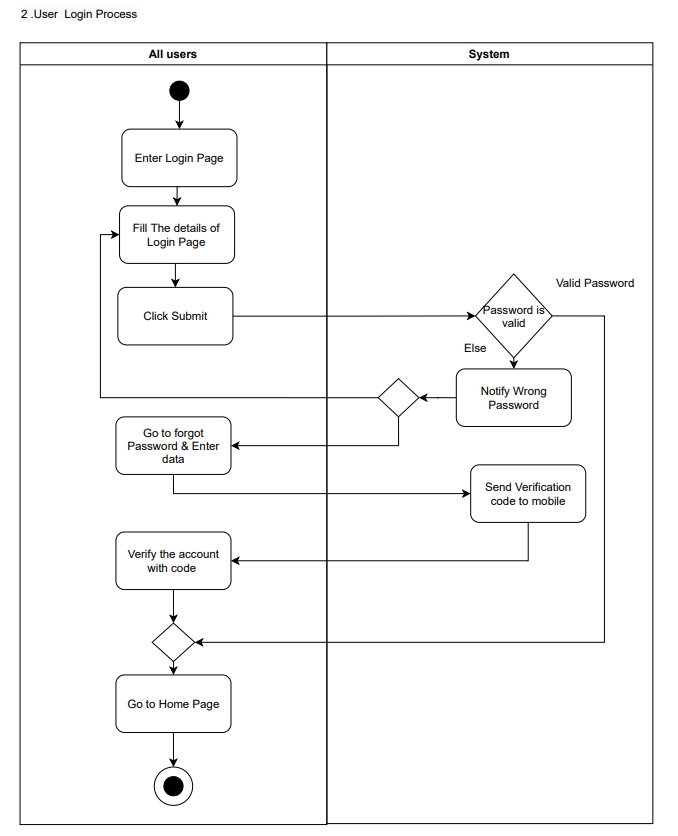 2 .User  Login Process
All users
System
Enter Login Page
Fill The details of
Login Page
Click Submit
Password is
valid
Valid Password
Else
Notify Wrong
Password
Go to forgot
Password & Enter
data
Send Verification
code to mobile
Verify the account
with code
Go to Home Page